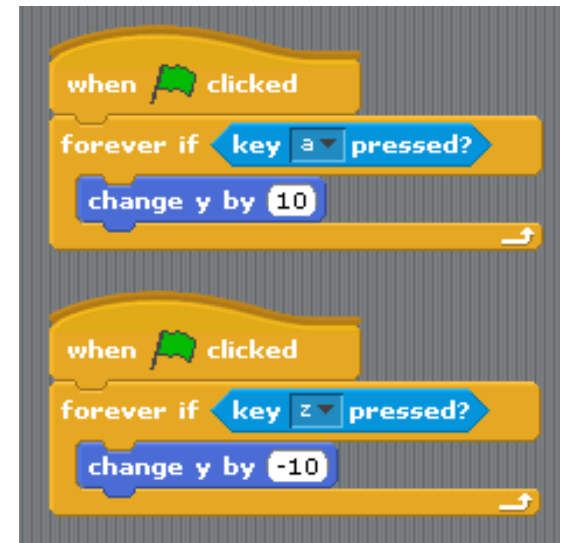 when clicked
forever if key a pressed?
change y by 10
when clicked
forever if key z pressed?
change y by -10